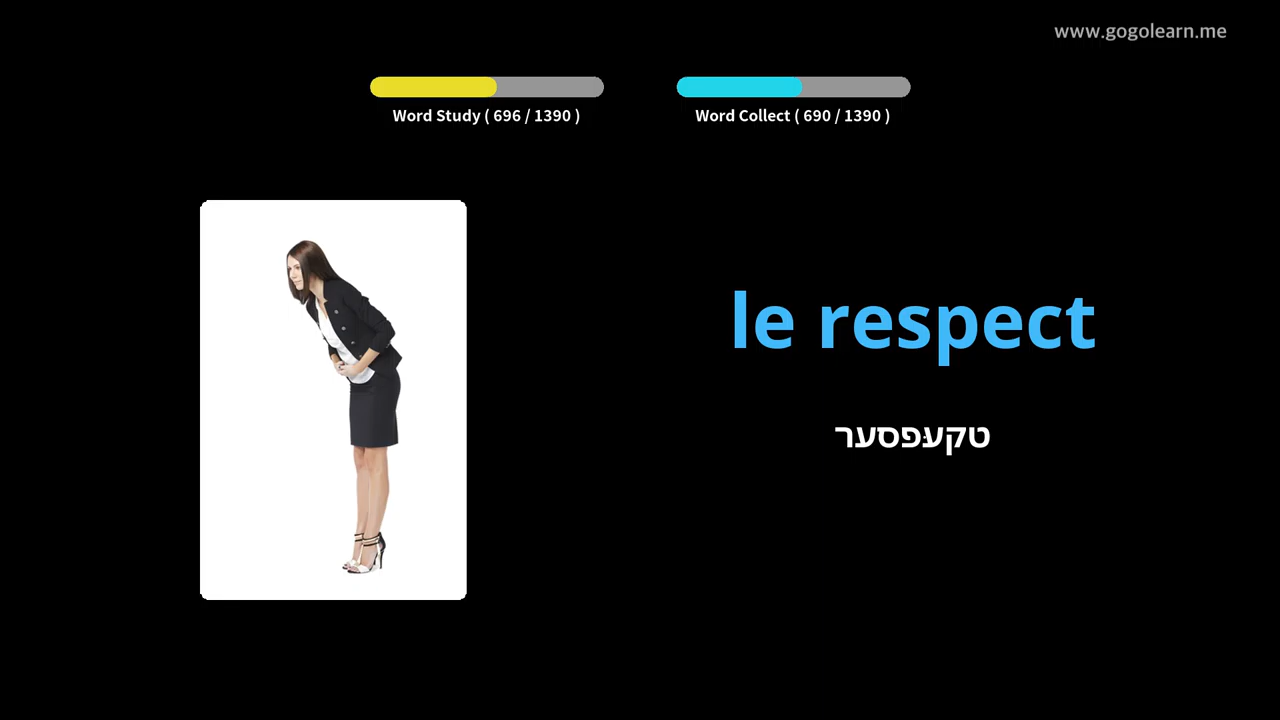 www.gogolearn.me
Word Study ( 696 / 1390 )
Word Collect ( 690 / 1390 )
le respect
טקעפסער